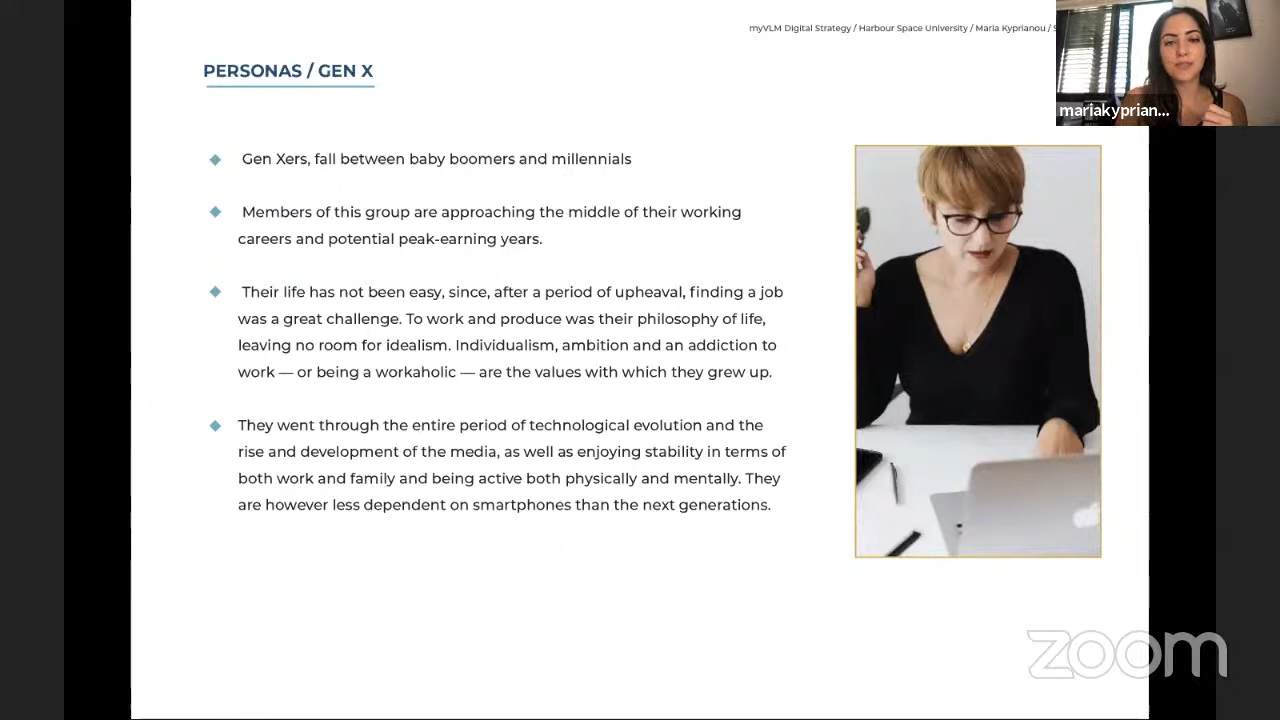 myVLM Digital Strategy / Harbour Space University / Maria Kyprianou /
PERSONAS / GEN X
mariakyprian...
Gen Xers, fall between baby boomers and millennials
Members of this group are approaching the middle of their working
careers and potential peak-earning years.
Their life has not been easy, since, after a period of upheaval, finding a job
was a great challenge. To work and produce was their philosophy of life,
leaving no room for idealism. Individualism, ambition and an addiction to
work — or being a workaholic — are the values with which they grew up.
They went through the entire period of technological evolution and the
rise and development of the media, as well as enjoying stability in terms of
both work and family and being active both physically and mentally. They
are however less dependent on smartphones than the next generations.
zoom